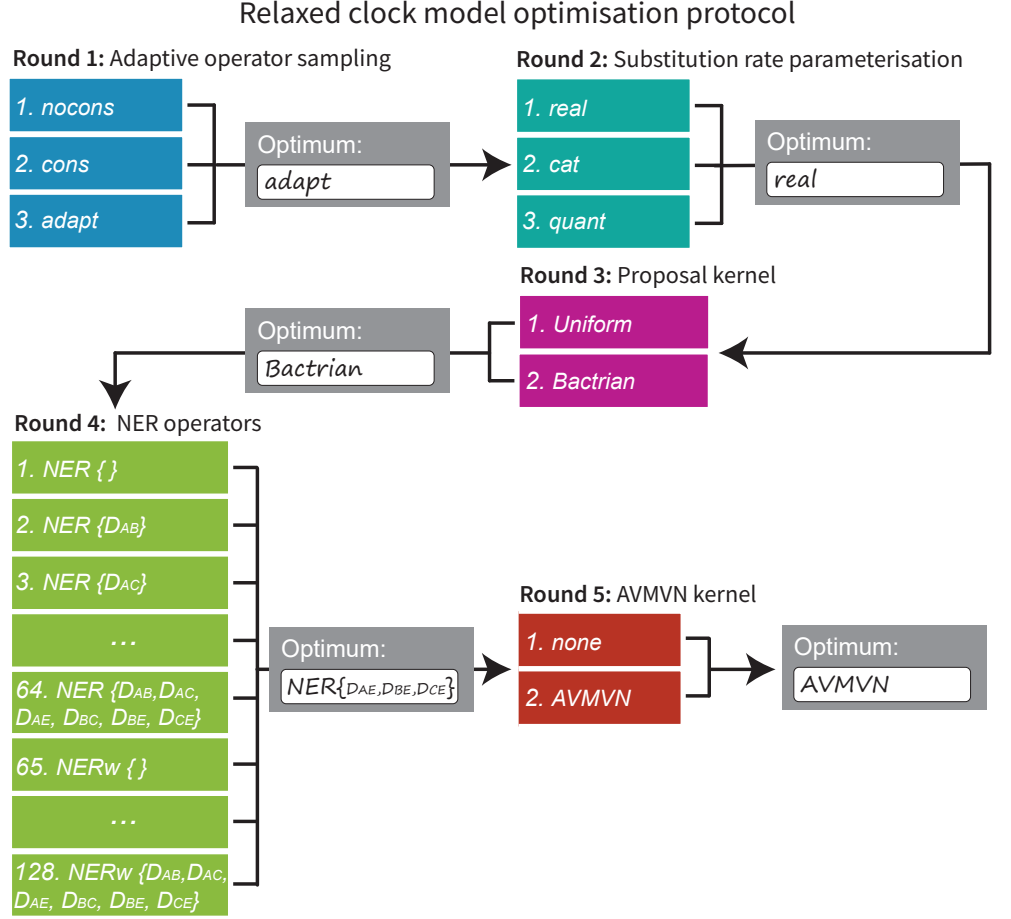 Relaxed clock model optimisation protocol
Round 1: Adaptive operator sampling
1. nocons
2. cons
3. adapt
Optimum:
adapt
Round 2: Substitution rate parameterisation
1. real
2. cat
3. quant
Optimum:
real
Round 3: Proposal kernel
1. Uniform
2. Bactrian
Optimum:
Bactrian
Round 4: NER operators
1. NER { }
2. NER {DAB}
3. NER {DAC}
...
64. NER {DAB,DAC,
DAE, DBC, DBE, DCE}
65. NERw { }
...
128. NERw {DAB,DAC,
DAE, DBC, DBE, DCE}
Optimum:
NER{DAE,DBE,DCE}
Round 5: AVMVN kernel
1. none
2. AVMVN
Optimum:
AVMVN